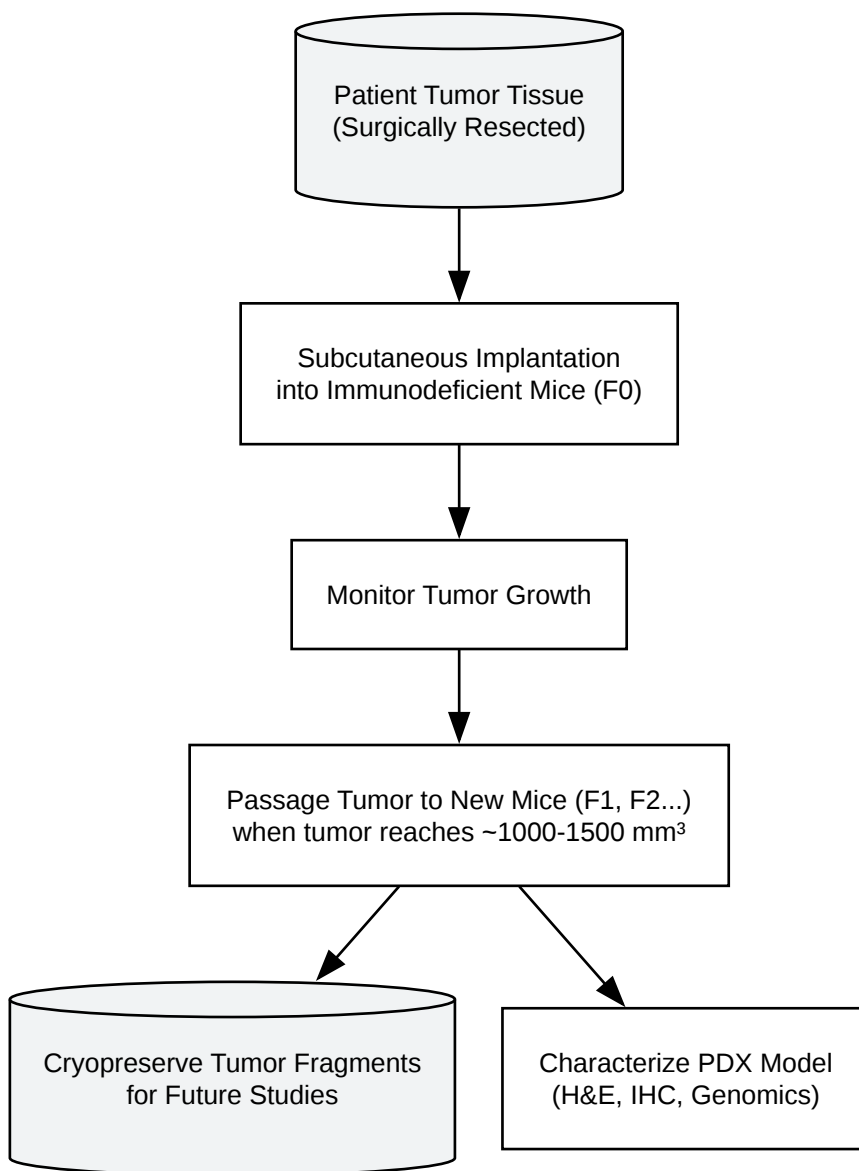 Patient Tumor Tissue
(Surgically Resected)
Subcutaneous Implantation
into Immunodeficient Mice (F0)
Monitor Tumor Growth
Passage Tumor to New Mice (F1, F2...)
when tumor reaches ~1000-1500 mm³
Cryopreserve Tumor Fragments
for Future Studies
Characterize PDX Model
(H&E, IHC, Genomics)